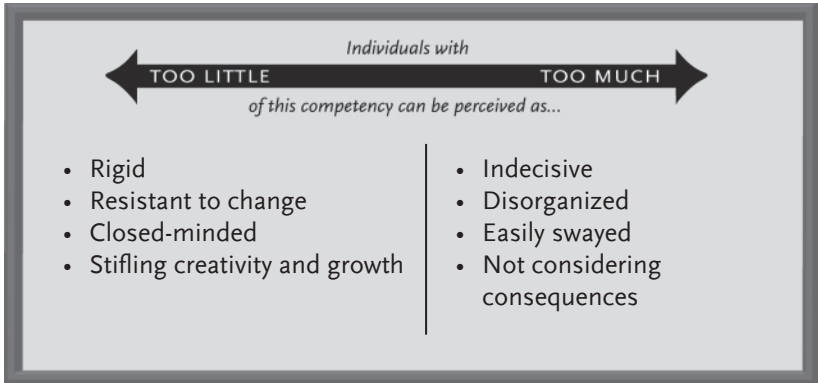 Individuals with
TOO LITTLE TOO MUCH
of this competency can be perceived as...
• Rigid
• Resistant to change
• Closed-minded
• Stifling creativity and growth
• Indecisive
• Disorganized
• Easily swayed
• Not considering
consequences